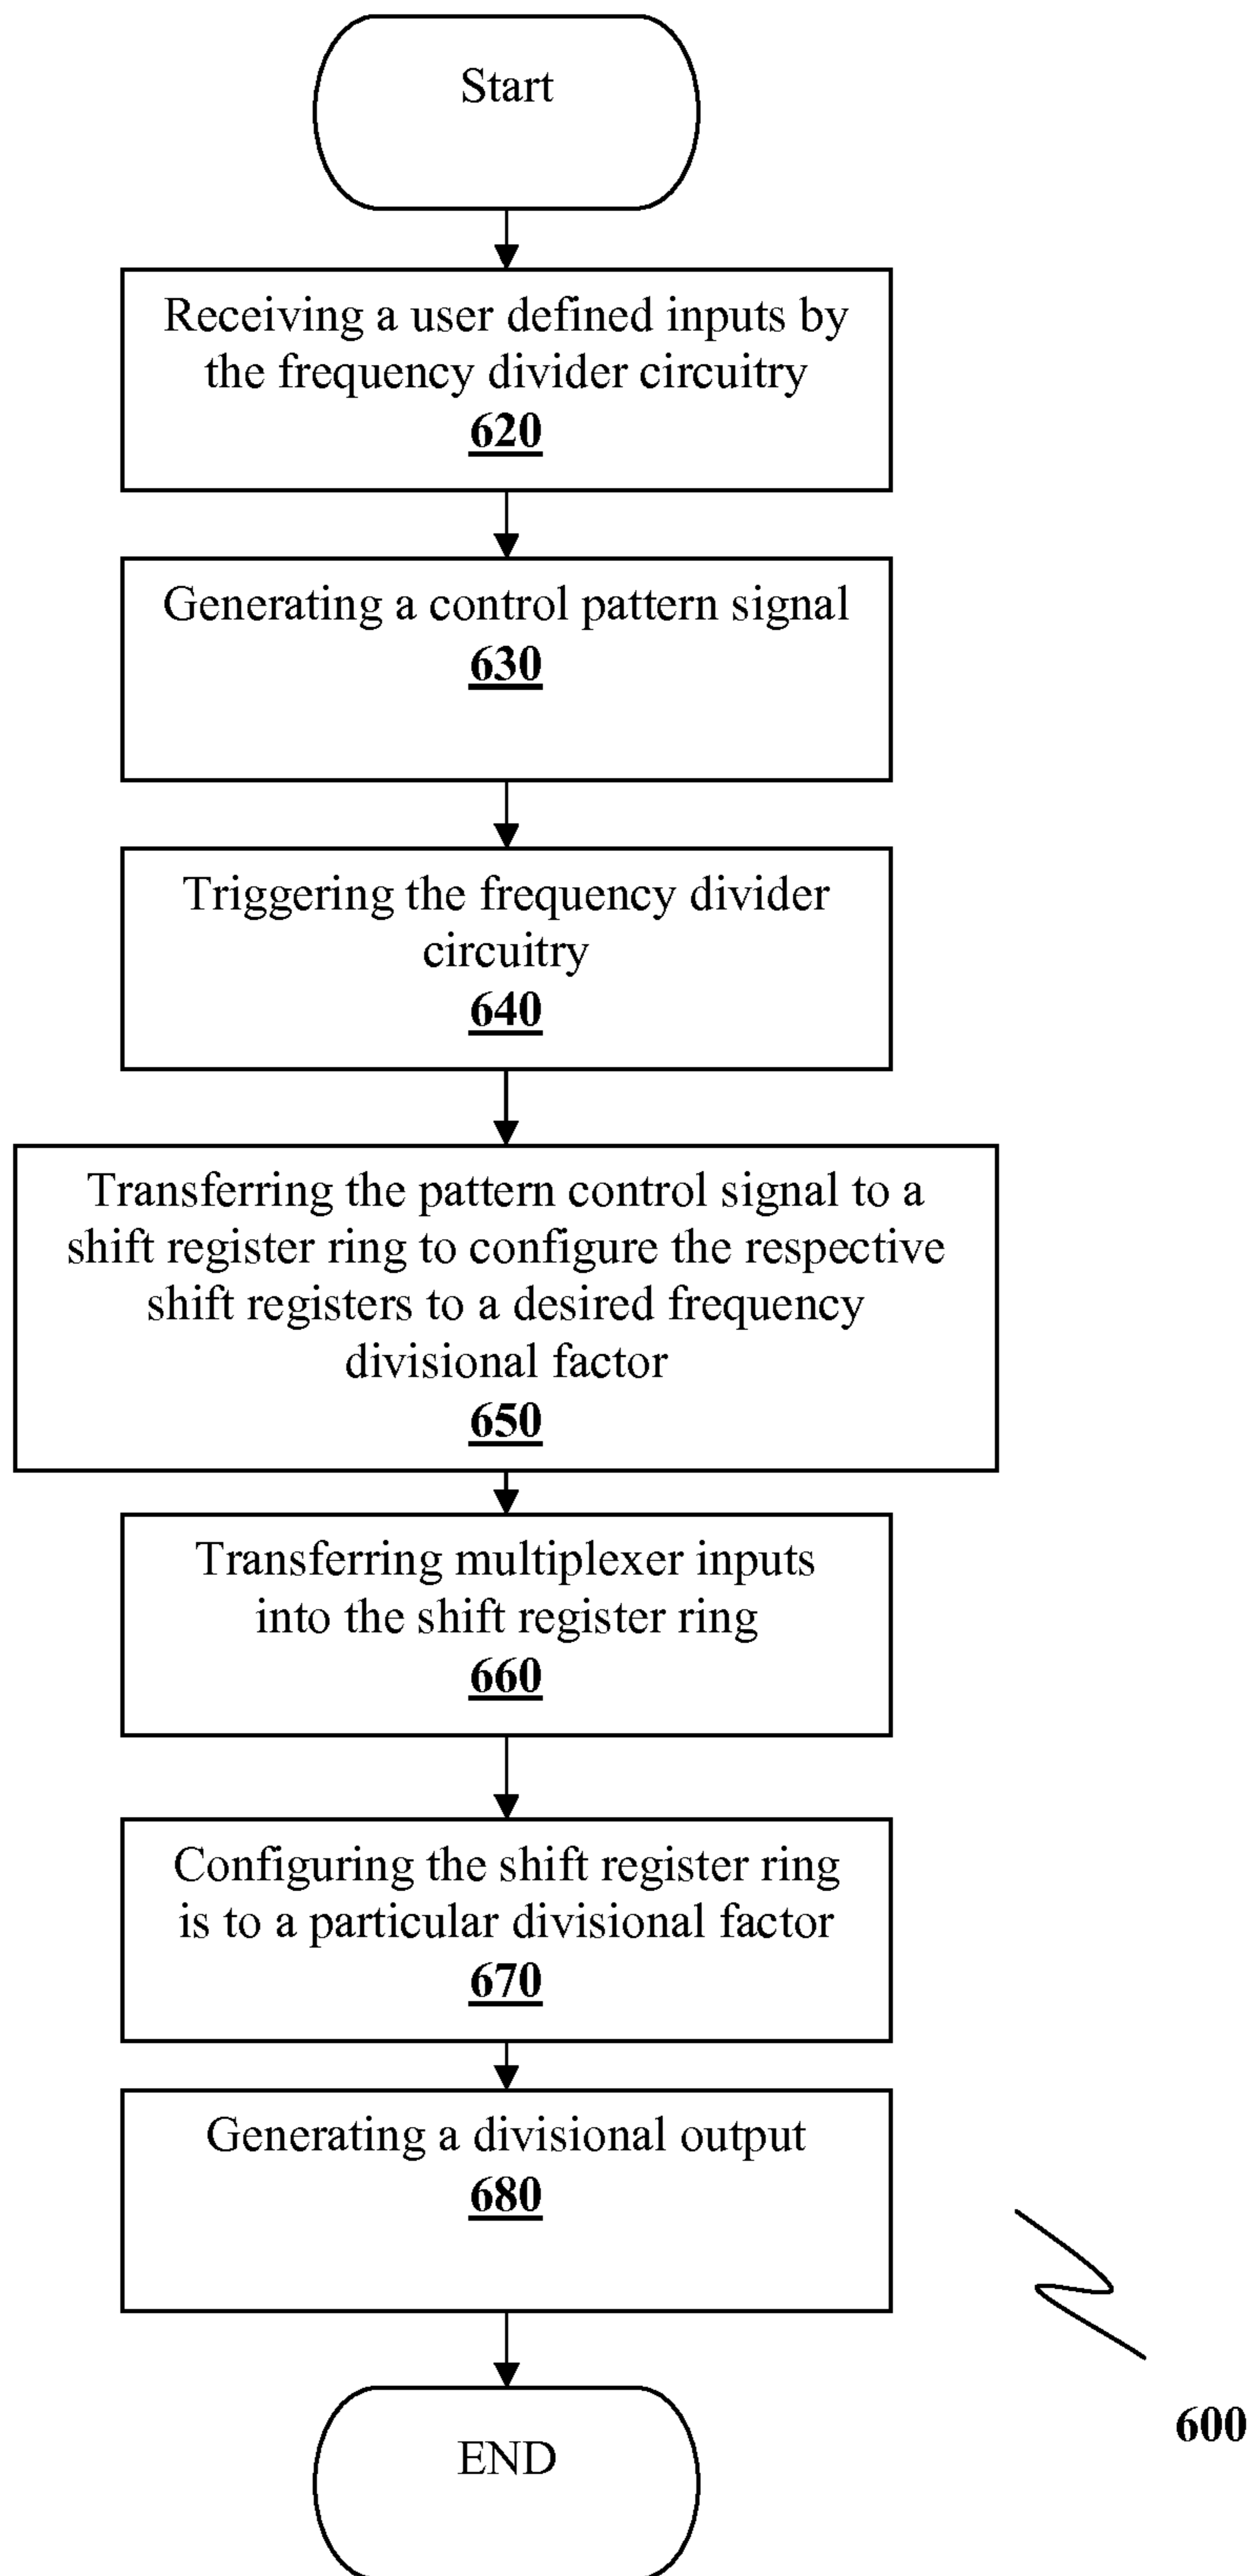 Start
Receiving a user defined inputs by
the frequency divider circuitry
620
Generating a control pattern signal
630
Triggering the frequency divider
circuitry
640
Transferring the pattern control signal to a
shift register ring to configure the respective
shift registers to a desired frequency
divisional factor
650
Transferring multiplexer inputs
into the shift register ring
660
Configuring the shift register ring
is to a particular divisional factor
670
Generating a divisional output
680
END
600